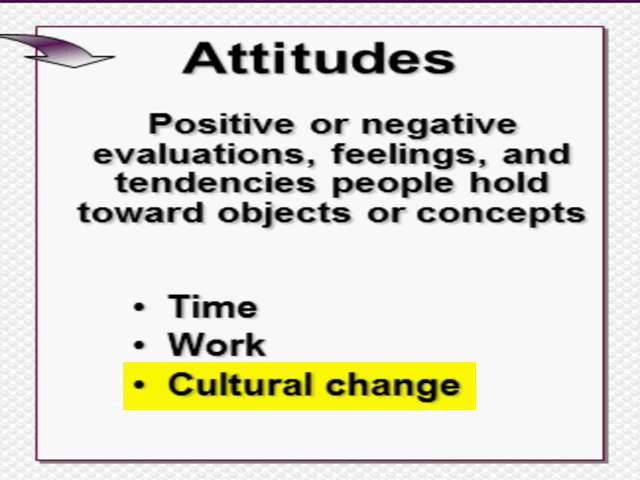 Attitudes
Positive or negative
evaluations, feelings, and
tendencies people hold
toward objects or concepts
• Time
• Work
• Cultural change